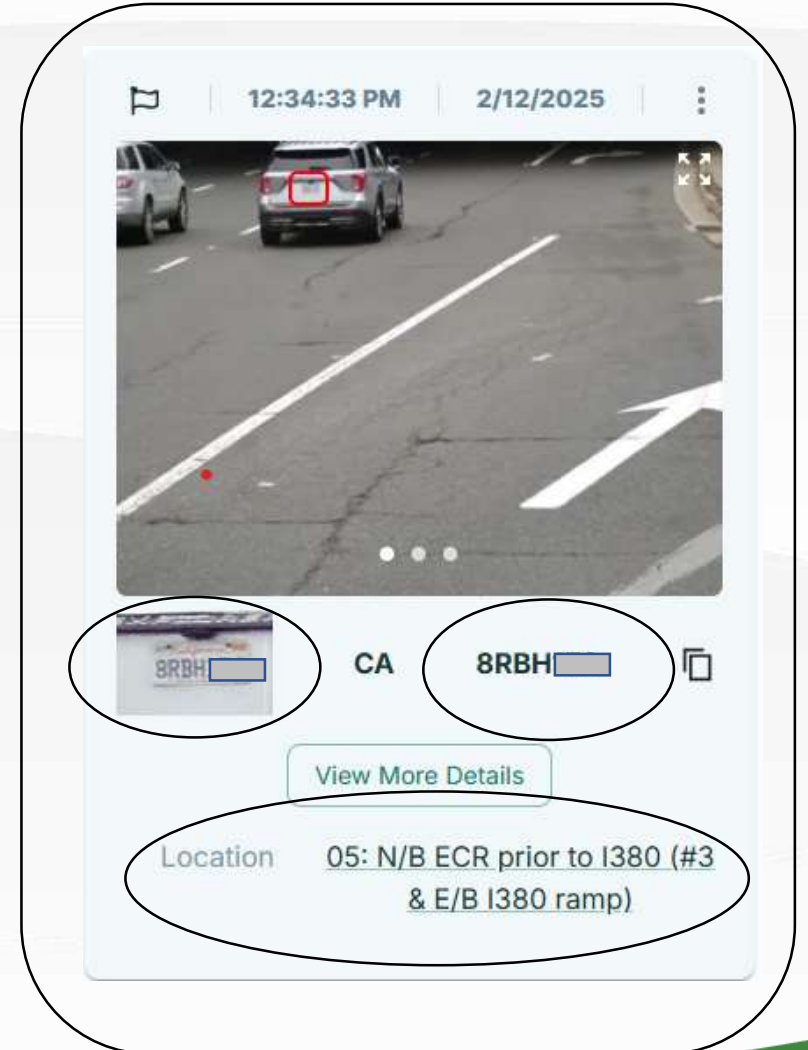 12:34:33 PM 2/12/2025
8RBH CA 8RBH
View More Details
Location 05: N/B ECR prior to I380 (#3
& E/B I380 ramp)